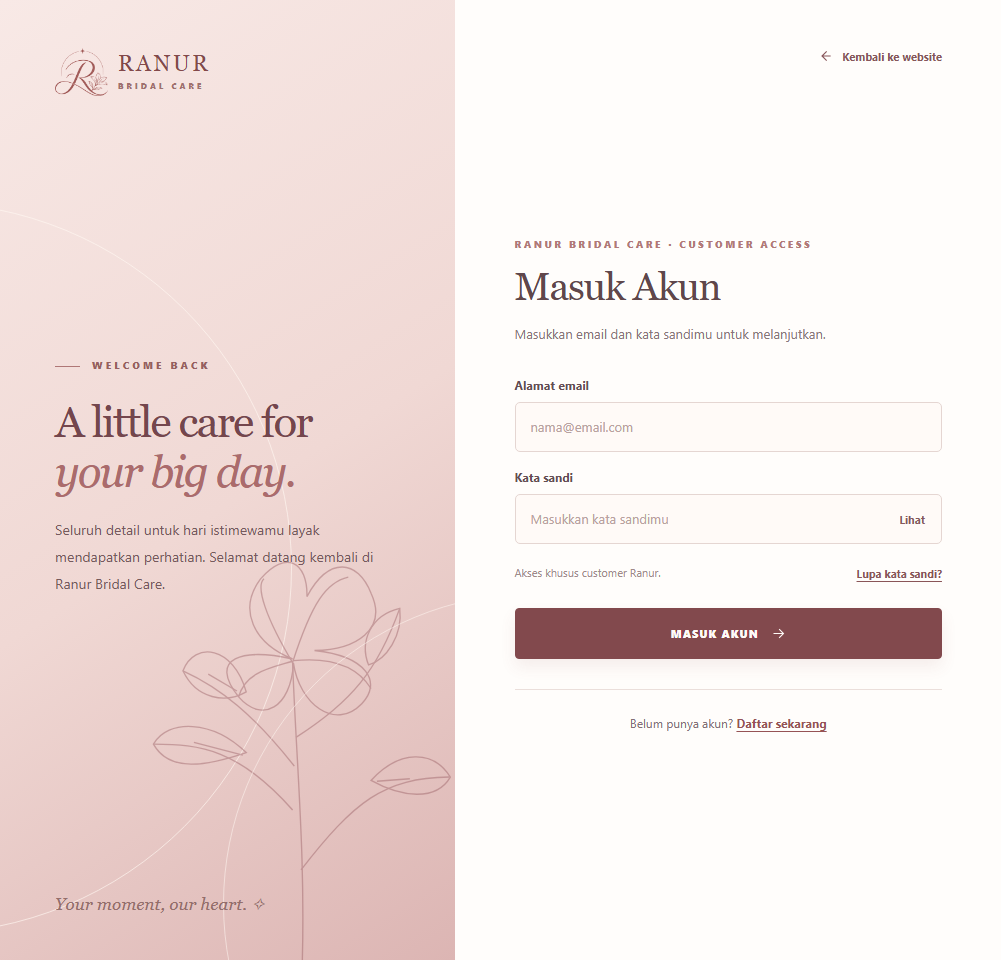 RANUR
BRIDAL CARE
WELCOME BACK
A little care for
your big day.
Seluruh detail untuk hari istimewamu layak
mendapatkan perhatian. Selamat datang kembali di
Ranur Bridal Care.
Your moment, our heart. ✧
← Kembali ke website
RANUR BRIDAL CARE • CUSTOMER ACCESS
Masuk Akun
Masukkan email dan kata sandimu untuk melanjutkan.
Alamat email
nama@email.com
Kata sandi
Masukkan kata sandimu Lihat
Akses khusus customer Ranur. Lupa kata sandi?
MASUK AKUN →
Belum punya akun? Daftar sekarang